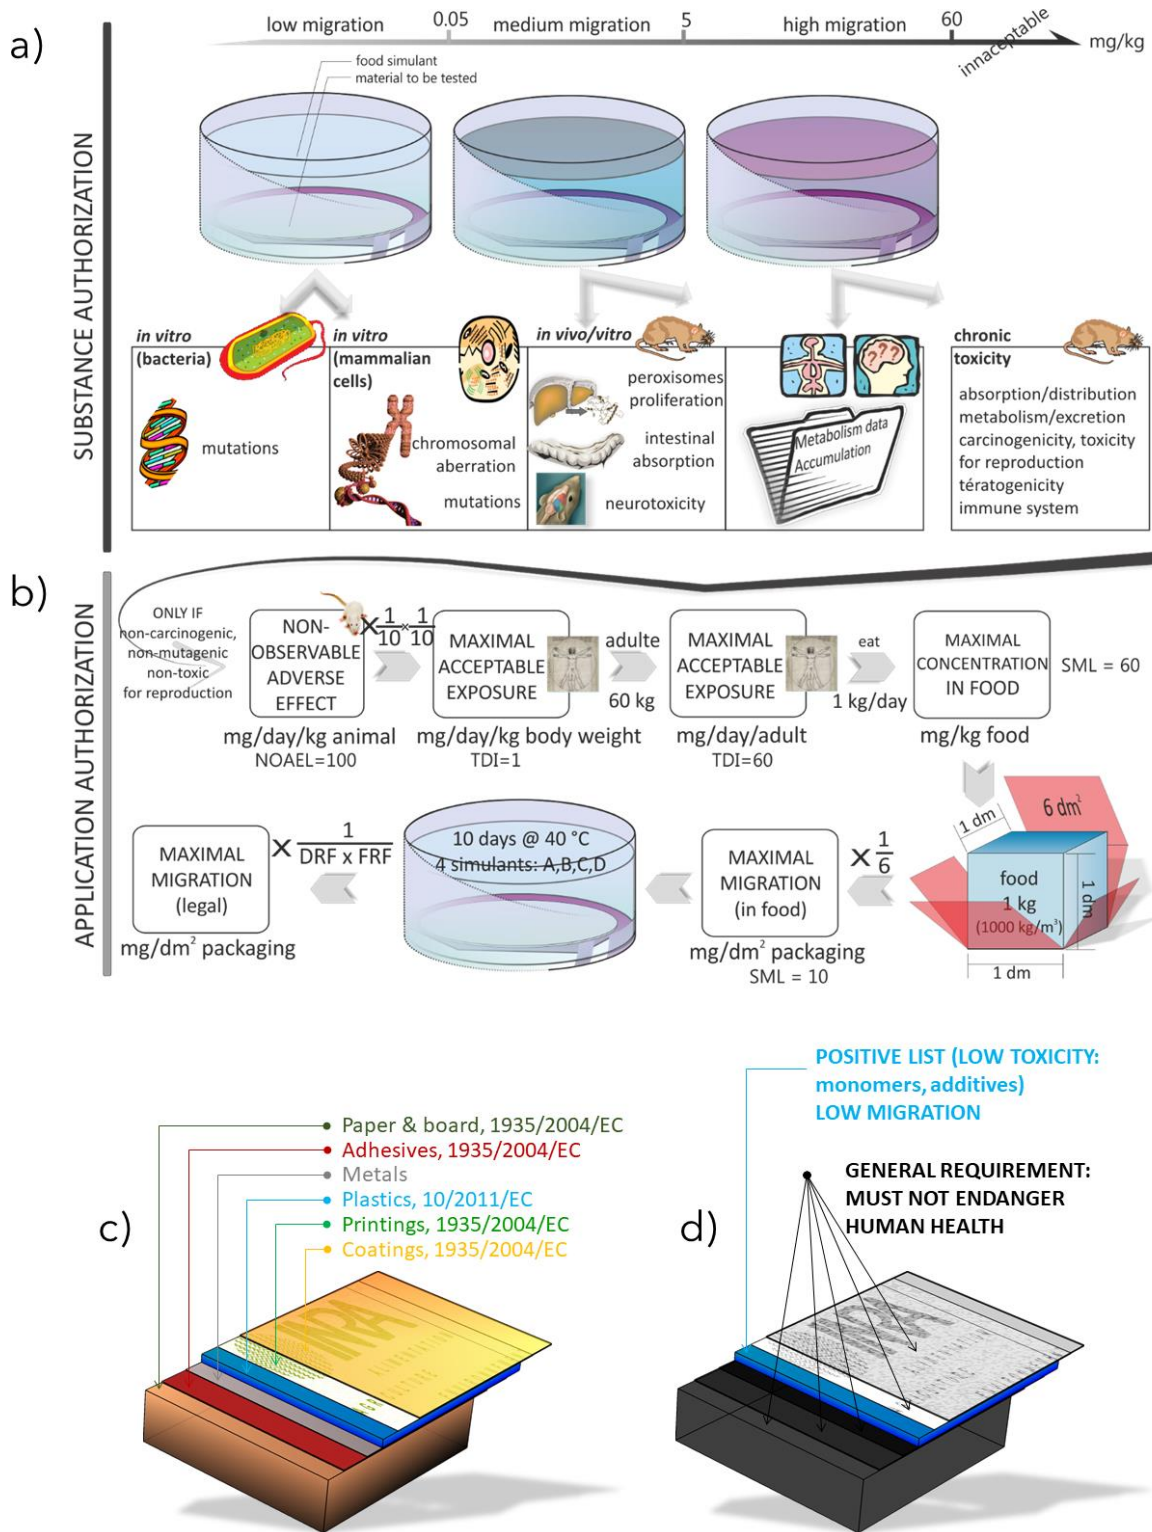 a)
low migration
0.05
medium migration
5
high migration
60
innaceptable
mg/kg
food simulant
material to be tested
SUBSTANCE AUTHORIZATION
in vitro
(bacteria)
mutations
in vitro
(mammalian
cells)
chromosomal
aberration
mutations
in vivo/vitro
peroxisomes
proliferation
intestinal
absorption
neurotoxicity
???
Metabolism data
Accumulation
chronic
toxicity
absorption/distribution
metabolism/excretion
carcinogenicity, toxicity
for reproduction
tératogenicity
immune system
b)
APPLICATION AUTHORIZATION
ONLY IF
non-carcinogenic,
non-mutagenic
non-toxic
for reproduction
NON-
OBSERVABLE
ADVERSE
EFFECT
mg/day/kg animal
NOAEL=100
× 1/10 × 1/10
MAXIMAL
ACCEPTABLE
EXPOSURE
mg/day/kg body weight
TDI=1
adulte
60 kg
MAXIMAL
ACCEPTABLE
EXPOSURE
mg/day/adult
TDI=60
eat
1 kg/day
MAXIMAL
CONCENTRATION
IN FOOD
mg/kg food
SML = 60
MAXIMAL
MIGRATION
(legal)
mg/dm² packaging
× 1/DRF x FRF
10 days @ 40 °C
4 simulants: A,B,C,D
MAXIMAL
MIGRATION
(in food)
mg/dm² packaging
SML = 10
× 1/6
6 dm²
1 dm
food
1 kg
(1000 kg/m³)
1 dm
1 dm
c)
Paper & board, 1935/2004/EC
Adhesives, 1935/2004/EC
Metals
Plastics, 10/2011/EC
Printings, 1935/2004/EC
Coatings, 1935/2004/EC
INRA
d)
POSITIVE LIST (LOW TOXICITY:
monomers, additives)
LOW MIGRATION
GENERAL REQUIREMENT:
MUST NOT ENDANGER
HUMAN HEALTH
INRA